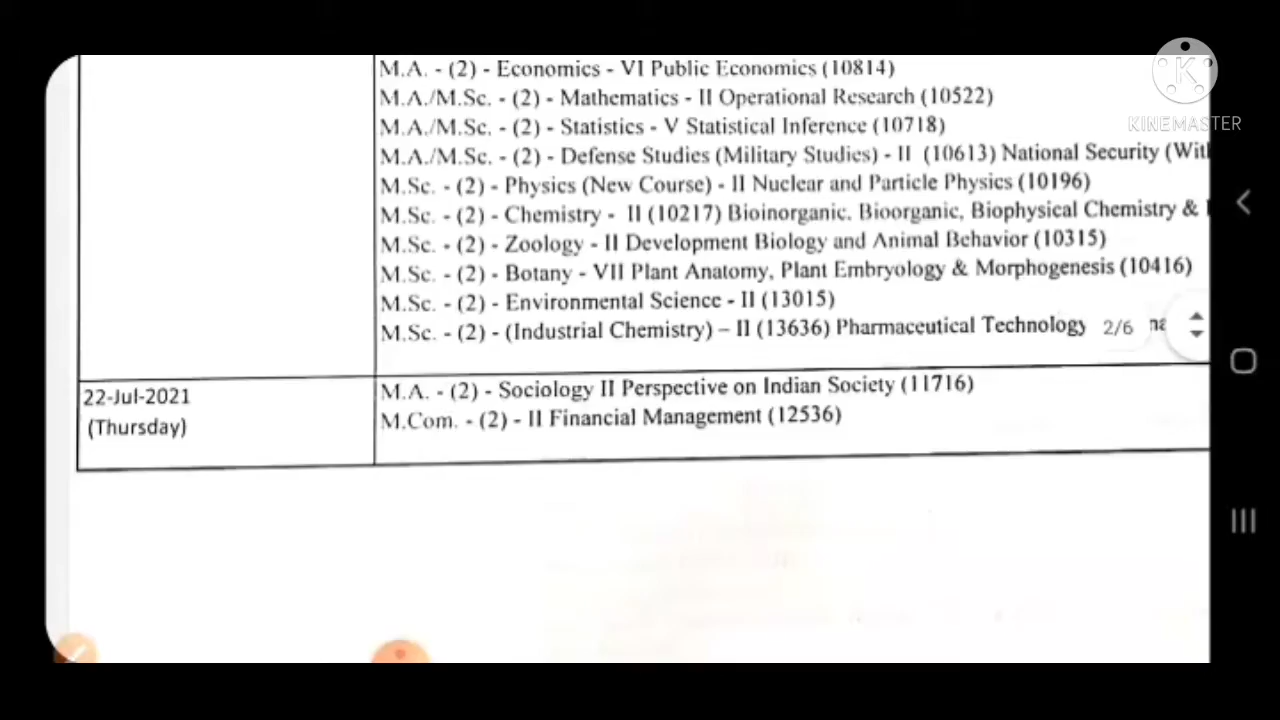 M.A. - (2) - Economics - VI Public Economics (10814)
M.A./M.Sc. - (2) - Mathematics - II Operational Research (10522)
M.A./M.Sc. - (2) - Statistics - V Statistical Inference (10718)
M.A./M.Sc. - (2) - Defense Studies (Military Studies) - II (10613) National Security (Wit
M.Sc. - (2) - Physics (New Course) - II Nuclear and Particle Physics (10196)
M.Sc. - (2) - Chemistry - II (10217) Bioinorganic. Bioorganic, Biophysical Chemistry &
M.Sc. - (2) - Zoology - II Development Biology and Animal Behavior (10315)
M.Sc. - (2) - Botany - VII Plant Anatomy, Plant Embryology & Morphogenesis (10416)
M.Sc. - (2) - Environmental Science - II (13015)
M.Sc. - (2) - (Industrial Chemistry) – II (13636) Pharmaceutical Technology
2/6
22-Jul-2021
(Thursday)
M.A. - (2) - Sociology II Perspective on Indian Society (11716)
M.Com. - (2) - II Financial Management (12536)
K
KINEMASTER